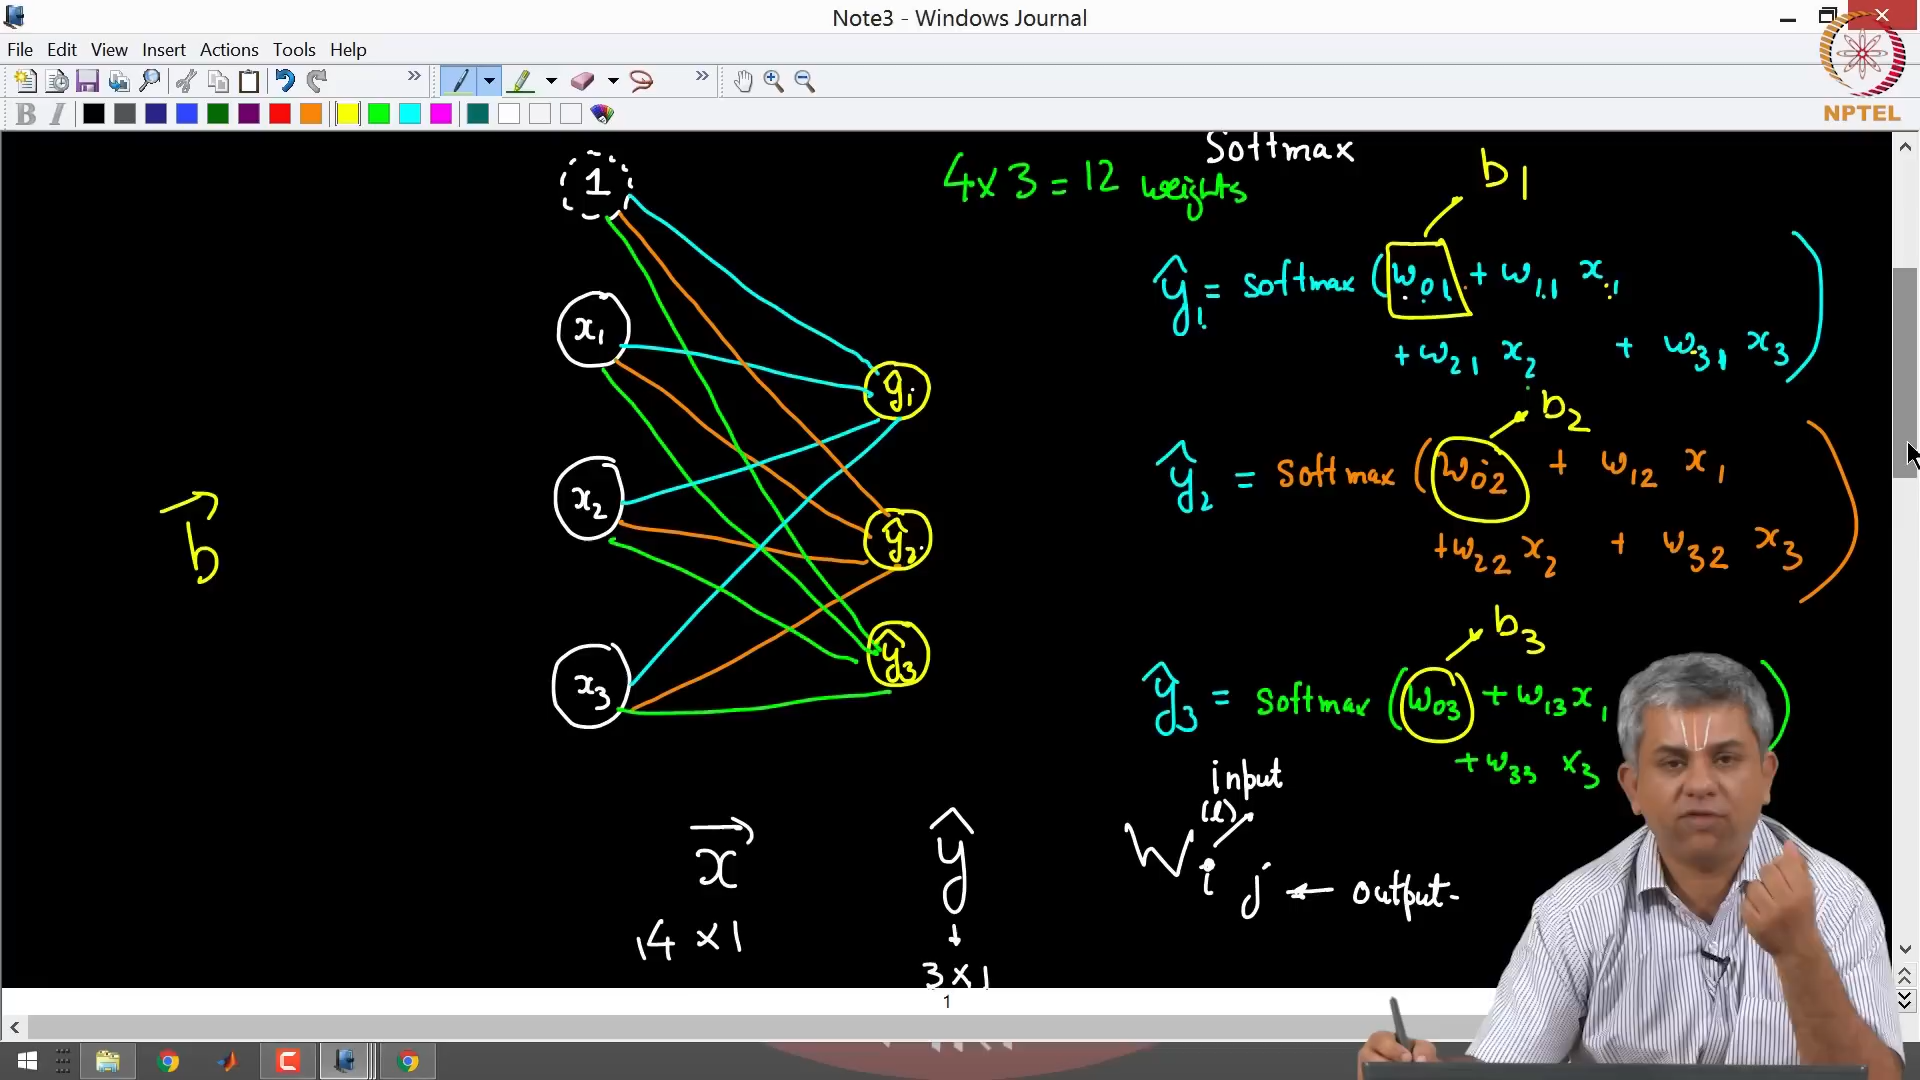 Note3 - Windows Journal
File Edit View Insert Actions Tools Help
B I
NPTEL
Softmax
4 x 3 = 12 weights
b1
1
ŷ1 = softmax (w01 + w11 x1
+ w21 x2 + w31 x3)
x1
ŷ1
b2
ŷ2 = softmax (w02 + w12 x1
+w22 x2 + w32 x3)
x2
ŷ2
b⃗
b3
ŷ3 = softmax (w03 + w13 x1
+ w33 x3)
x3
ŷ3
input
x⃗
ŷ
W i j (l) ← output-
4 x 1
3 x 1
1